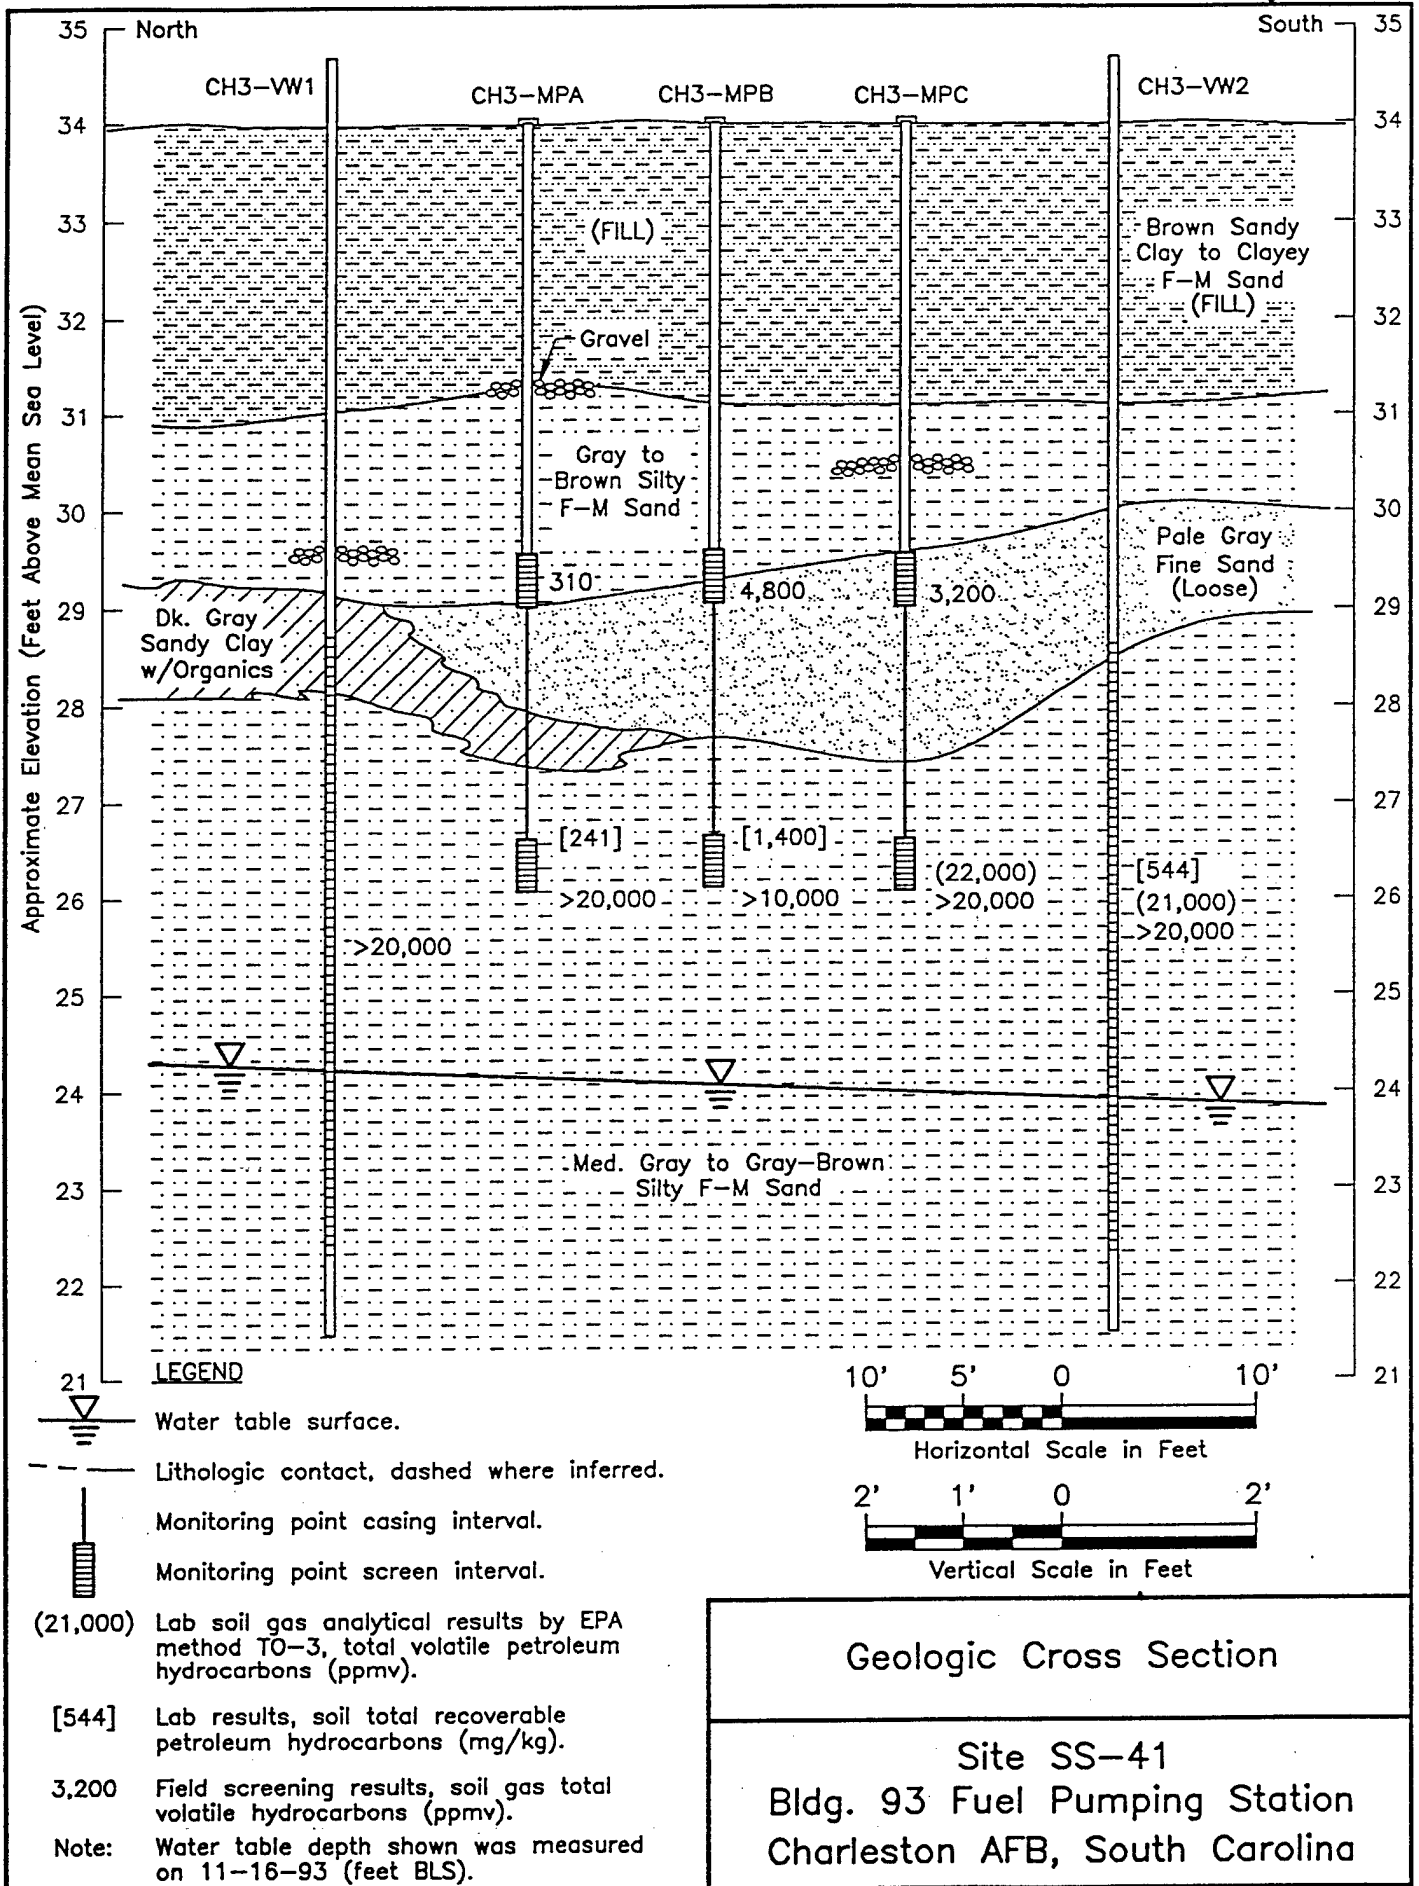 35 North
South 35
CH3-VW1
CH3-MPA
CH3-MPB
CH3-MPC
CH3-VW2
34
34
33
33
(FILL)
Brown Sandy
Clay to Clayey
F-M Sand
(FILL)
32
32
Gravel
31
31
Gray to
Brown Silty
F-M Sand
30
30
Pale Gray
Fine Sand
(Loose)
310
4,800
3,200
29
29
Dk. Gray
Sandy Clay
w/Organics
28
28
27
27
[241]
[1,400]
(22,000)
[544]
26
>20,000
>10,000
>20,000
(21,000)
26
>20,000
>20,000
25
25
24
24
Med. Gray to Gray-Brown
Silty F-M Sand
23
23
22
22
21
21
Approximate Elevation (Feet Above Mean Sea Level)
LEGEND
Water table surface.
Lithologic contact, dashed where inferred.
Monitoring point casing interval.
Monitoring point screen interval.
(21,000) Lab soil gas analytical results by EPA
method TO-3, total volatile petroleum
hydrocarbons (ppmv).
[544] Lab results, soil total recoverable
petroleum hydrocarbons (mg/kg).
3,200 Field screening results, soil gas total
volatile hydrocarbons (ppmv).
Note: Water table depth shown was measured
on 11-16-93 (feet BLS).
10' 5' 0 10'
Horizontal Scale in Feet
2' 1' 0 2'
Vertical Scale in Feet
Geologic Cross Section
Site SS-41
Bldg. 93 Fuel Pumping Station
Charleston AFB, South Carolina